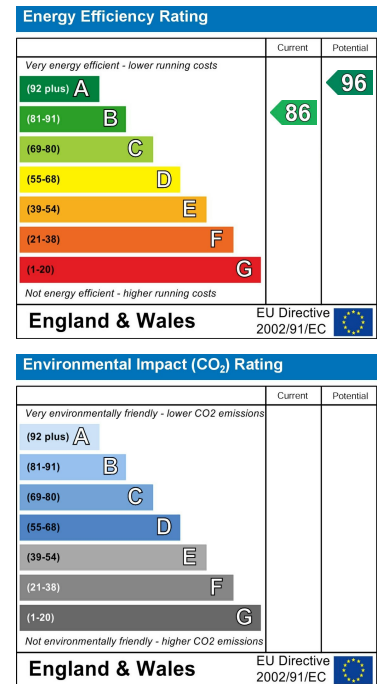 Energy Efficiency Rating
Current Potential
Very energy efficient - lower running costs
(92 plus) A
96
(81-91) B
86
(69-80) C
(55-68) D
(39-54) E
(21-38) F
(1-20) G
Not energy efficient - higher running costs
England & Wales
EU Directive
2002/91/EC
Environmental Impact (CO₂) Rating
Current Potential
Very environmentally friendly - lower CO2 emissions
(92 plus) A
(81-91) B
(69-80) C
(55-68) D
(39-54) E
(21-38) F
(1-20) G
Not environmentally friendly - higher CO2 emissions
England & Wales
EU Directive
2002/91/EC